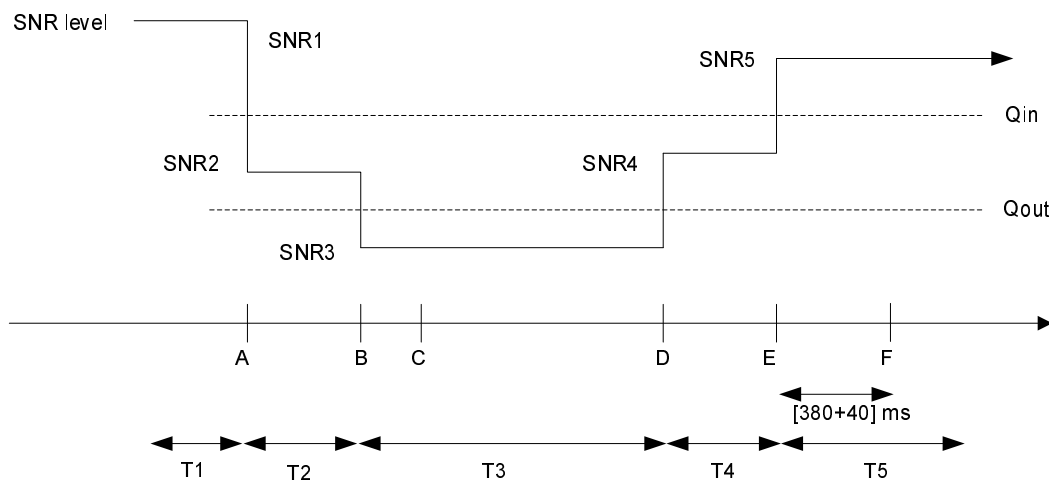 SNR level
SNR1
SNR5
Qin
SNR2
SNR4
Qout
SNR3
A B C D E F
[380+40] ms
T1 T2 T3 T4 T5